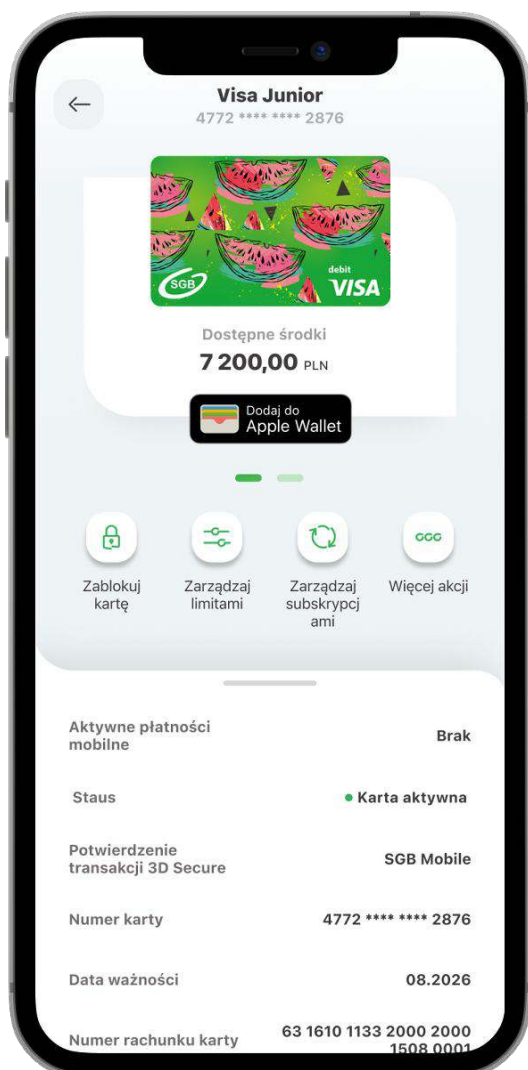 Visa Junior
4772 **** **** 2876
SGB
debit
VISA
Dostępne środki
7 200,00 PLN
Dodaj do
Apple Wallet
Zablokuj
kartę
Zarządzaj
limitami
Zarządzaj
subskrypcj
ami
Więcej akcji
Aktywne płatności
mobilne
Brak
Staus
Karta aktywna
Potwierdzenie
transakcji 3D Secure
SGB Mobile
Numer karty
4772 **** **** 2876
Data ważności
08.2026
Numer rachunku karty
63 1610 1133 2000 2000
1508 0001